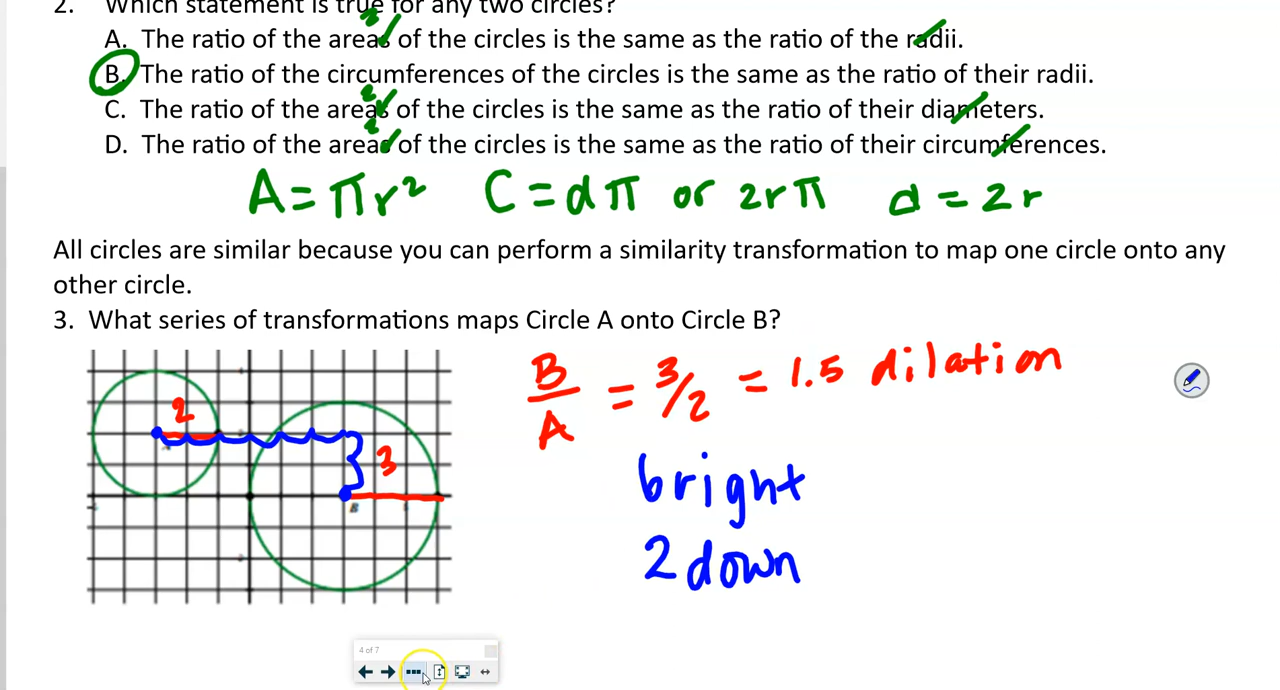 2. Which statement is true for any two circles?
A. The ratio of the areas of the circles is the same as the ratio of the radii.
B. The ratio of the circumferences of the circles is the same as the ratio of their radii.
C. The ratio of the areas of the circles is the same as the ratio of their diameters.
D. The ratio of the areas of the circles is the same as the ratio of their circumferences.
A = πr² C = dπ or 2rπ d = 2r
All circles are similar because you can perform a similarity transformation to map one circle onto any
other circle.
3. What series of transformations maps Circle A onto Circle B?
B/A = 3/2 = 1.5 dilation
2
3
B
6 right
2 down
4 of 7